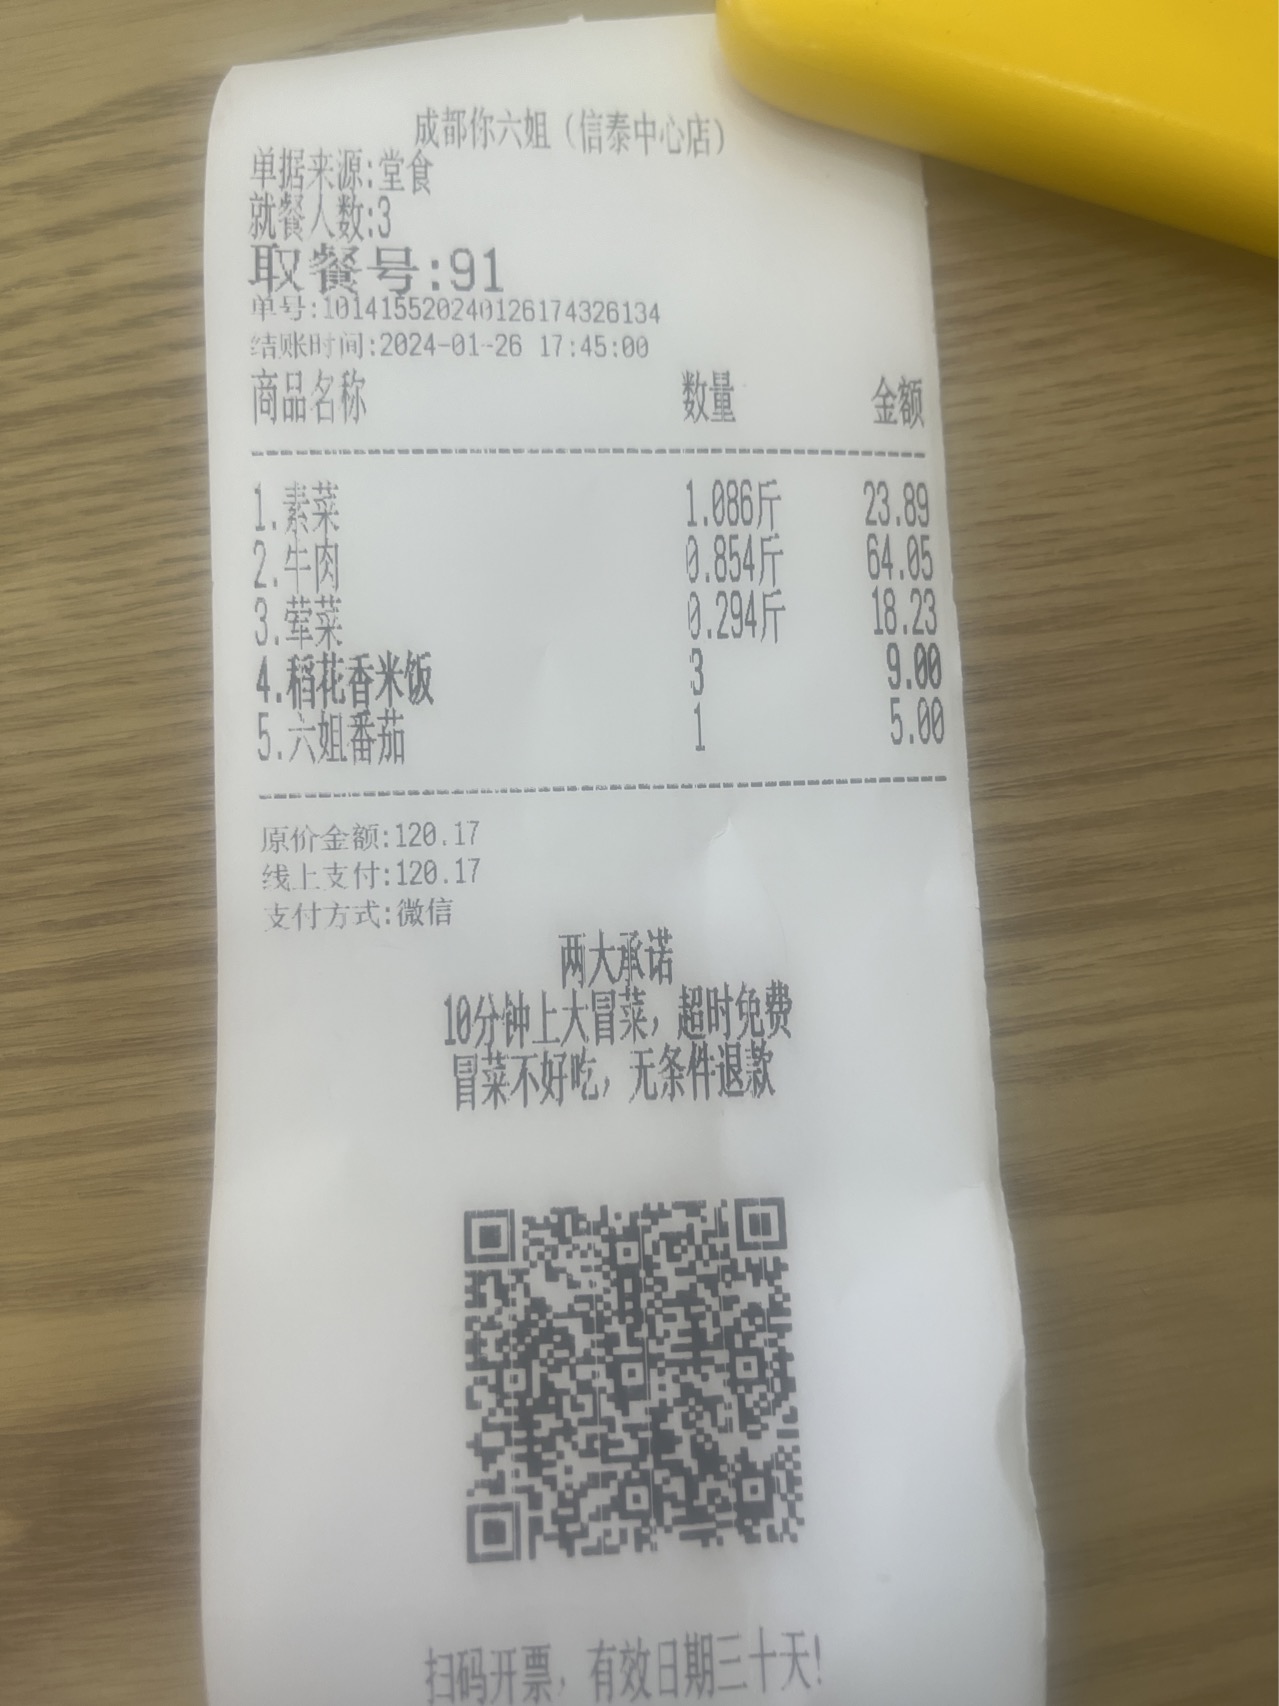 成都你六姐（信泰中心店）
单据来源:堂食
就餐人数:3
取餐号:91
单号:101415520240126174326134
结账时间:2024-01-26 17:45:00
商品名称 数量 金额
1.素菜 1.086斤 23.89
2.牛肉 0.854斤 64.05
3.荤菜 0.294斤 18.23
4.稻花香米饭 3 9.00
5.六姐番茄 1 5.00
原价金额:120.17
线上支付:120.17
支付方式:微信
两大承诺
10分钟上大冒菜，超时免费
冒菜不好吃，无条件退款
扫码开票，有效日期三十天!